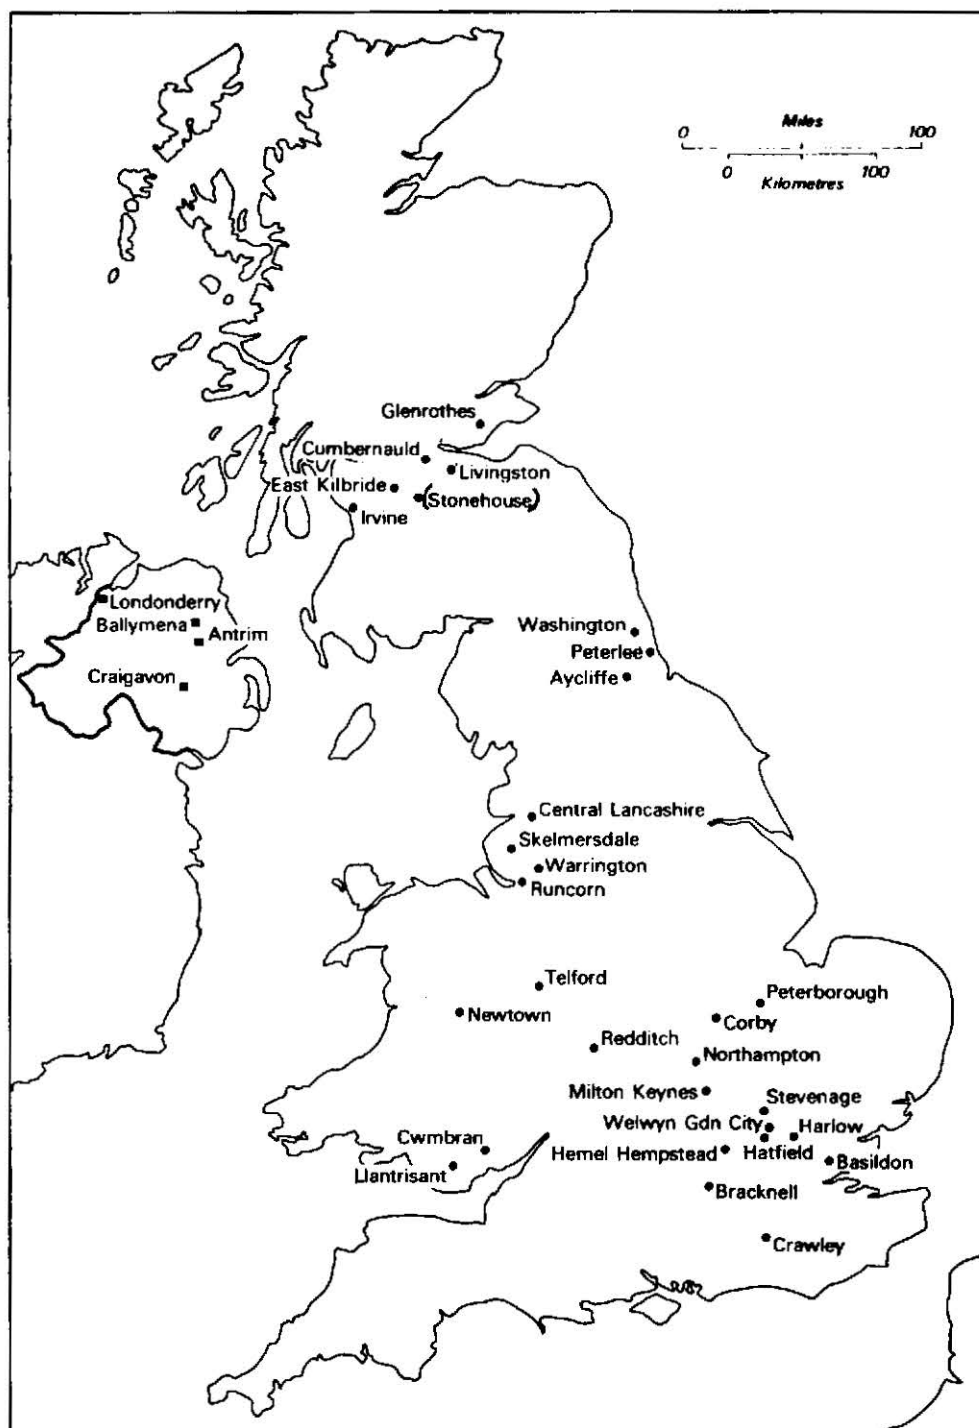 Miles
0 100
0 100
Kilometres
Glenrothes
Cumbernauld
Livingston
East Kilbride
(Stonehouse)
Irvine
Londonderry
Ballymena
Antrim
Craigavon
Washington
Peterlee
Aycliffe
Central Lancashire
Skelmersdale
Warrington
Runcorn
Telford
Newtown
Peterborough
Corby
Redditch
Northampton
Milton Keynes
Stevenage
Welwyn Gdn City
Harlow
Cwmbran
Hemel Hempstead
Hatfield
Basildon
Llantrisant
Bracknell
Crawley